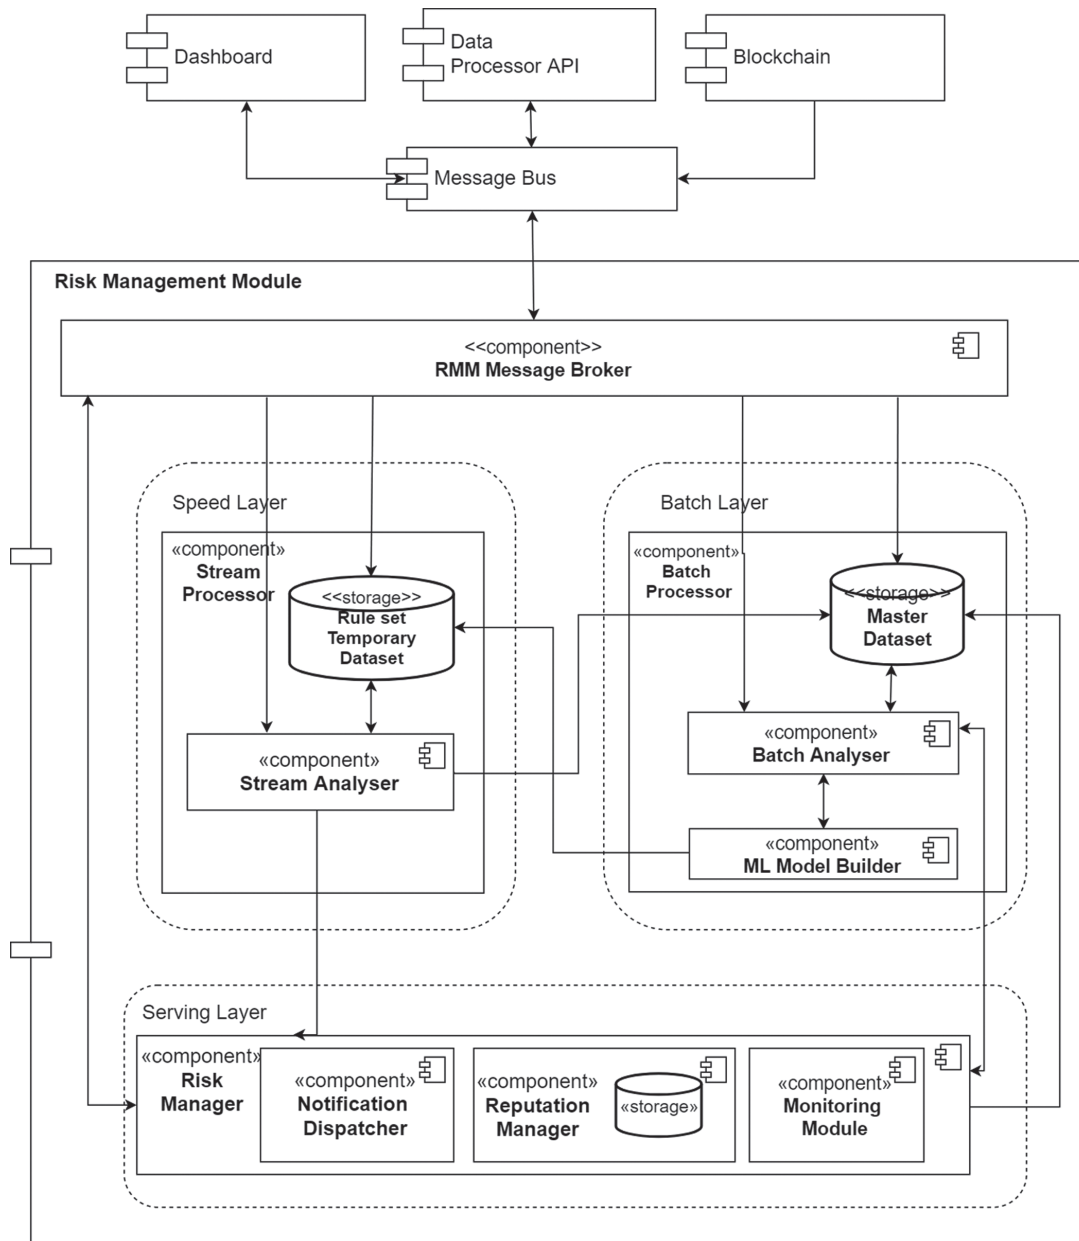 Dashboard
Data
Processor API
Blockchain
Message Bus
Risk Management Module
<<component>>
RMM Message Broker
Speed Layer
«component»
Stream
Processor
<<storage>>
Rule set
Temporary
Dataset
«component»
Stream Analyser
Batch Layer
«component»
Batch
Processor
<<storage>>
Master
Dataset
«component»
Batch Analyser
«component»
ML Model Builder
Serving Layer
«component»
Risk
Manager
«component»
Notification
Dispatcher
«component»
Reputation
Manager
«storage»
«component»
Monitoring
Module